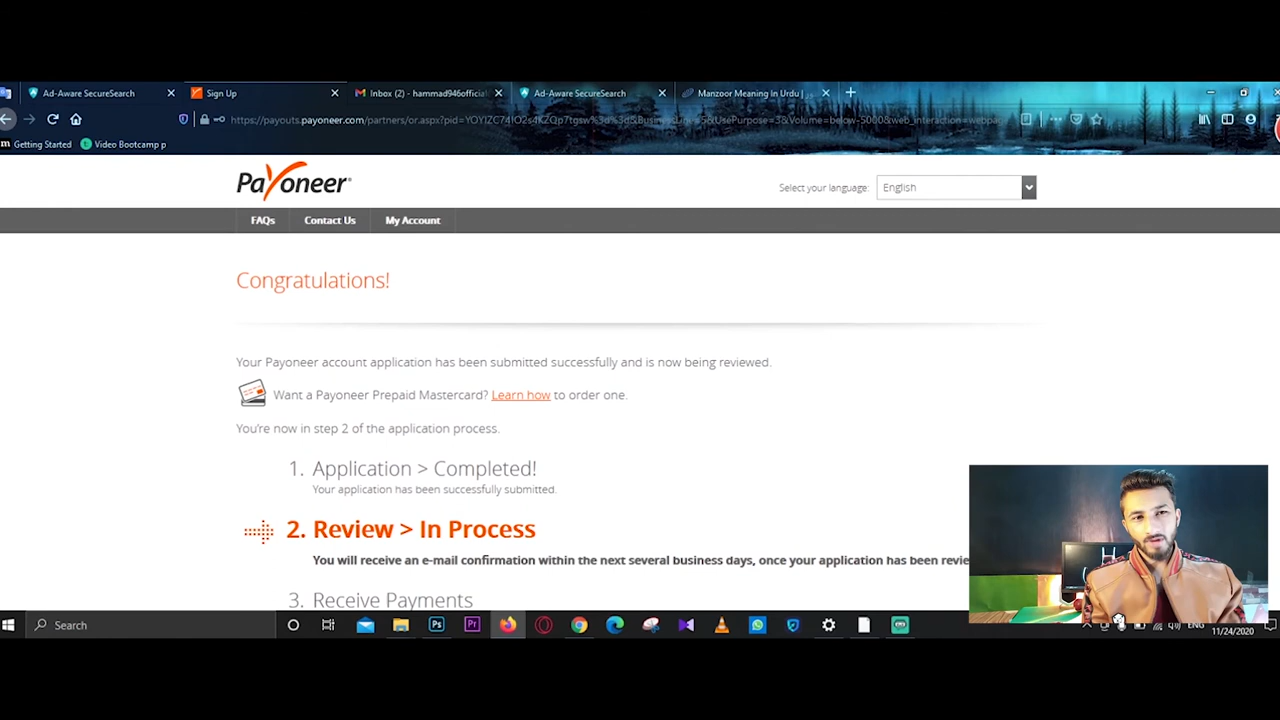 Ad-Aware SecureSearch
Sign Up
Inbox (2) - hammad946official
Ad-Aware SecureSearch
Manzoor Meaning In Urdu |
Getting Started
Video Bootcamp p
Payoneer
Select your language:
English
FAQs
Contact Us
My Account
Congratulations!
Your Payoneer account application has been submitted successfully and is now being reviewed.
Want a Payoneer Prepaid Mastercard? Learn how to order one.
You're now in step 2 of the application process.
1. Application > Completed!
Your application has been successfully submitted.
2. Review > In Process
You will receive an e-mail confirmation within the next several business days, once your application has been revie
3. Receive Payments
Search
Ps
Pr
ENG
11/24/2020